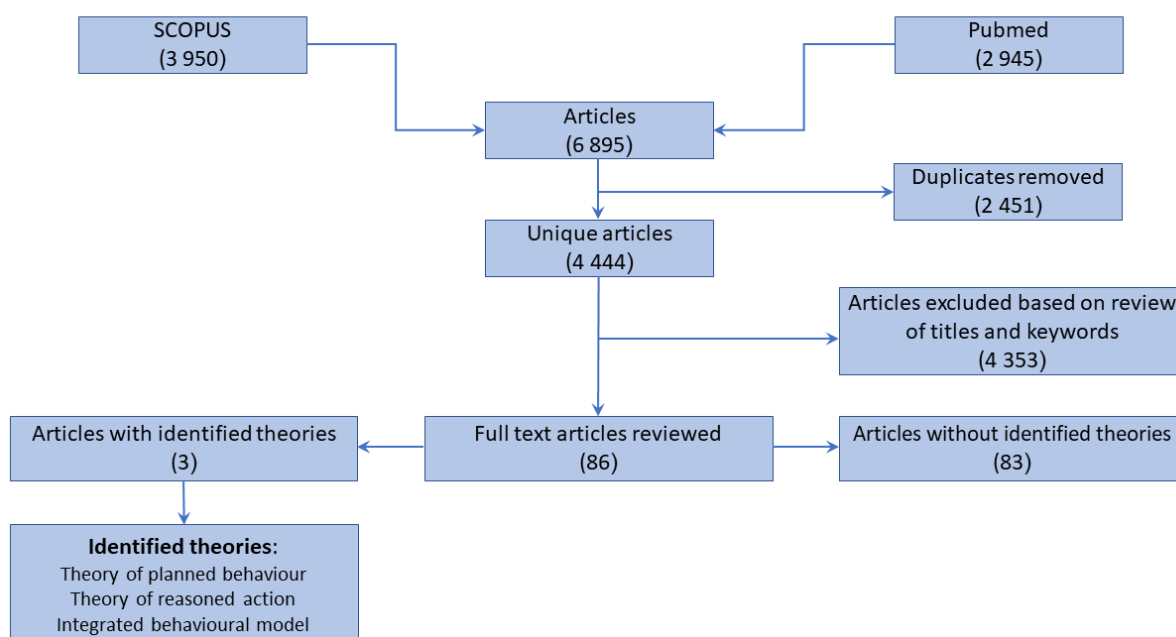 SCOPUS
(3 950)
Pubmed
(2 945)
Articles
(6 895)
Duplicates removed
(2 451)
Unique articles
(4 444)
Articles excluded based on review
of titles and keywords
(4 353)
Articles with identified theories
(3)
Full text articles reviewed
(86)
Articles without identified theories
(83)
Identified theories:
Theory of planned behaviour
Theory of reasoned action
Integrated behavioural model